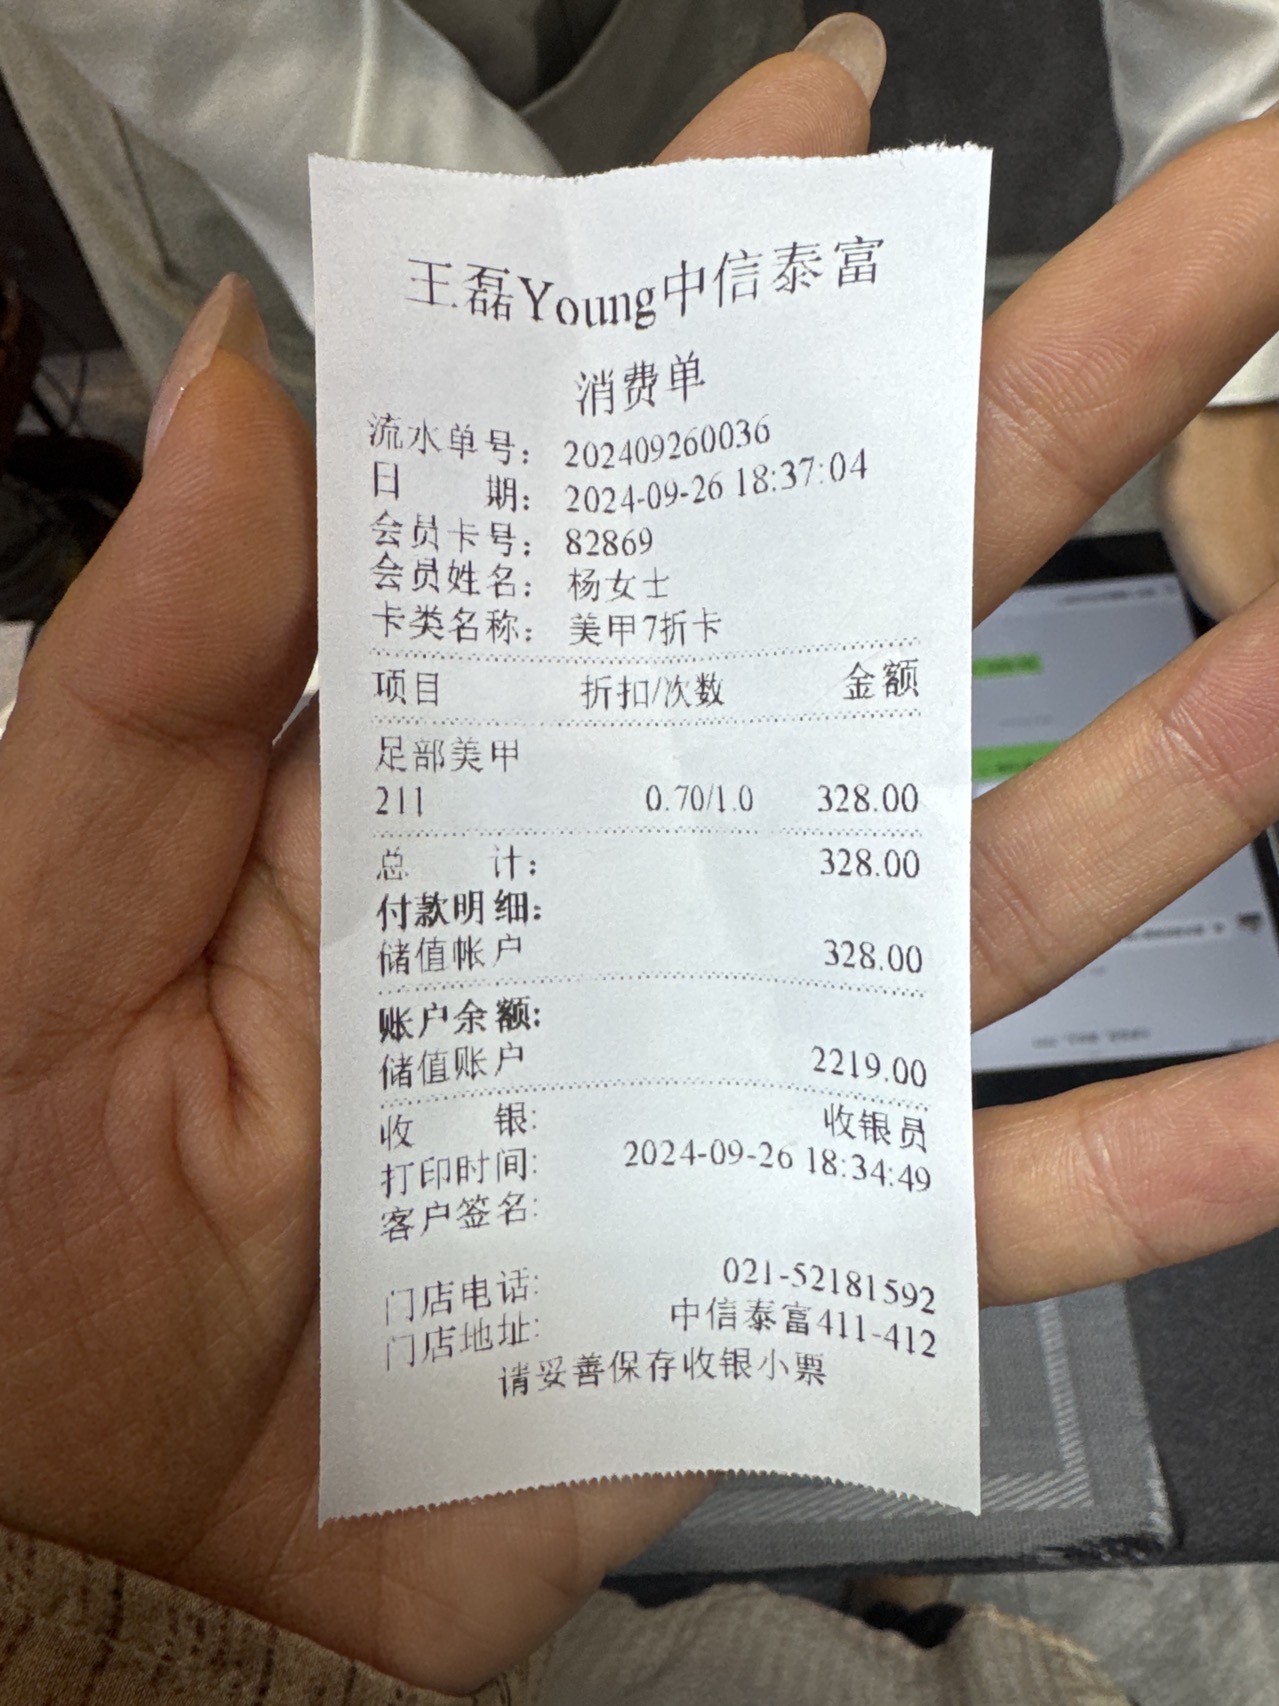 王磊Young中信泰富
消费单
流水单号： 202409260036
日　　期： 2024-09-26 18:37:04
会员卡号： 82869
会员姓名： 杨女士
卡类名称： 美甲7折卡
项目 折扣/次数 金额
足部美甲
211 0.70/1.0 328.00
总　　计： 328.00
付款明细:
储值帐户 328.00
账户余额:
储值账户 2219.00
收　　银: 收银员
打印时间: 2024-09-26 18:34:49
客户签名:
门店电话: 021-52181592
门店地址: 中信泰富411-412
请妥善保存收银小票